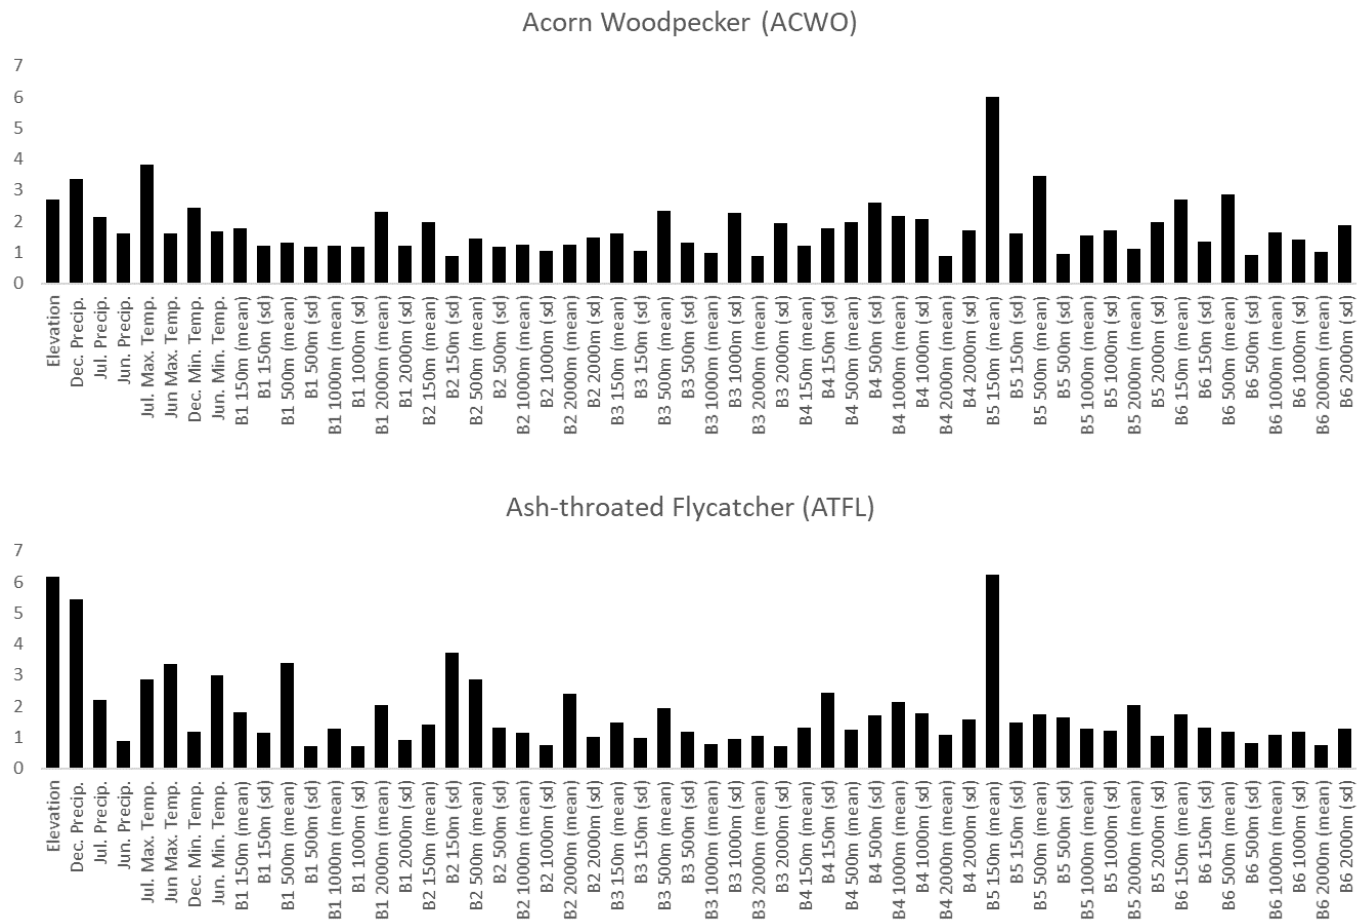 Acorn Woodpecker (ACWO)
7
6
5
4
3
2
1
0
Elevation
Dec. Precip.
Jul. Precip.
Jun. Precip.
Jul. Max. Temp.
Jun Max. Temp.
Dec. Min. Temp.
Jun. Min. Temp.
B1 150m (mean)
B1 150m (sd)
B1 500m (mean)
B1 500m (sd)
B1 1000m (mean)
B1 1000m (sd)
B1 2000m (mean)
B1 2000m (sd)
B2 150m (mean)
B2 150m (sd)
B2 500m (mean)
B2 500m (sd)
B2 1000m (mean)
B2 1000m (sd)
B2 2000m (mean)
B2 2000m (sd)
B3 150m (mean)
B3 150m (sd)
B3 500m (mean)
B3 500m (sd)
B3 1000m (mean)
B3 1000m (sd)
B3 2000m (mean)
B3 2000m (sd)
B4 150m (mean)
B4 150m (sd)
B4 500m (mean)
B4 500m (sd)
B4 1000m (mean)
B4 1000m (sd)
B4 2000m (mean)
B4 2000m (sd)
B5 150m (mean)
B5 150m (sd)
B5 500m (mean)
B5 500m (sd)
B5 1000m (mean)
B5 1000m (sd)
B5 2000m (mean)
B5 2000m (sd)
B6 150m (mean)
B6 150m (sd)
B6 500m (mean)
B6 500m (sd)
B6 1000m (mean)
B6 1000m (sd)
B6 2000m (mean)
B6 2000m (sd)
Ash-throated Flycatcher (ATFL)
7
6
5
4
3
2
1
0
Elevation
Dec. Precip.
Jul. Precip.
Jun. Precip.
Jul. Max. Temp.
Jun Max. Temp.
Dec. Min. Temp.
Jun. Min. Temp.
B1 150m (mean)
B1 150m (sd)
B1 500m (mean)
B1 500m (sd)
B1 1000m (mean)
B1 1000m (sd)
B1 2000m (mean)
B1 2000m (sd)
B2 150m (mean)
B2 150m (sd)
B2 500m (mean)
B2 500m (sd)
B2 1000m (mean)
B2 1000m (sd)
B2 2000m (mean)
B2 2000m (sd)
B3 150m (mean)
B3 150m (sd)
B3 500m (mean)
B3 500m (sd)
B3 1000m (mean)
B3 1000m (sd)
B3 2000m (mean)
B3 2000m (sd)
B4 150m (mean)
B4 150m (sd)
B4 500m (mean)
B4 500m (sd)
B4 1000m (mean)
B4 1000m (sd)
B4 2000m (mean)
B4 2000m (sd)
B5 150m (mean)
B5 150m (sd)
B5 500m (mean)
B5 500m (sd)
B5 1000m (mean)
B5 1000m (sd)
B5 2000m (mean)
B5 2000m (sd)
B6 150m (mean)
B6 150m (sd)
B6 500m (mean)
B6 500m (sd)
B6 1000m (mean)
B6 1000m (sd)
B6 2000m (mean)
B6 2000m (sd)